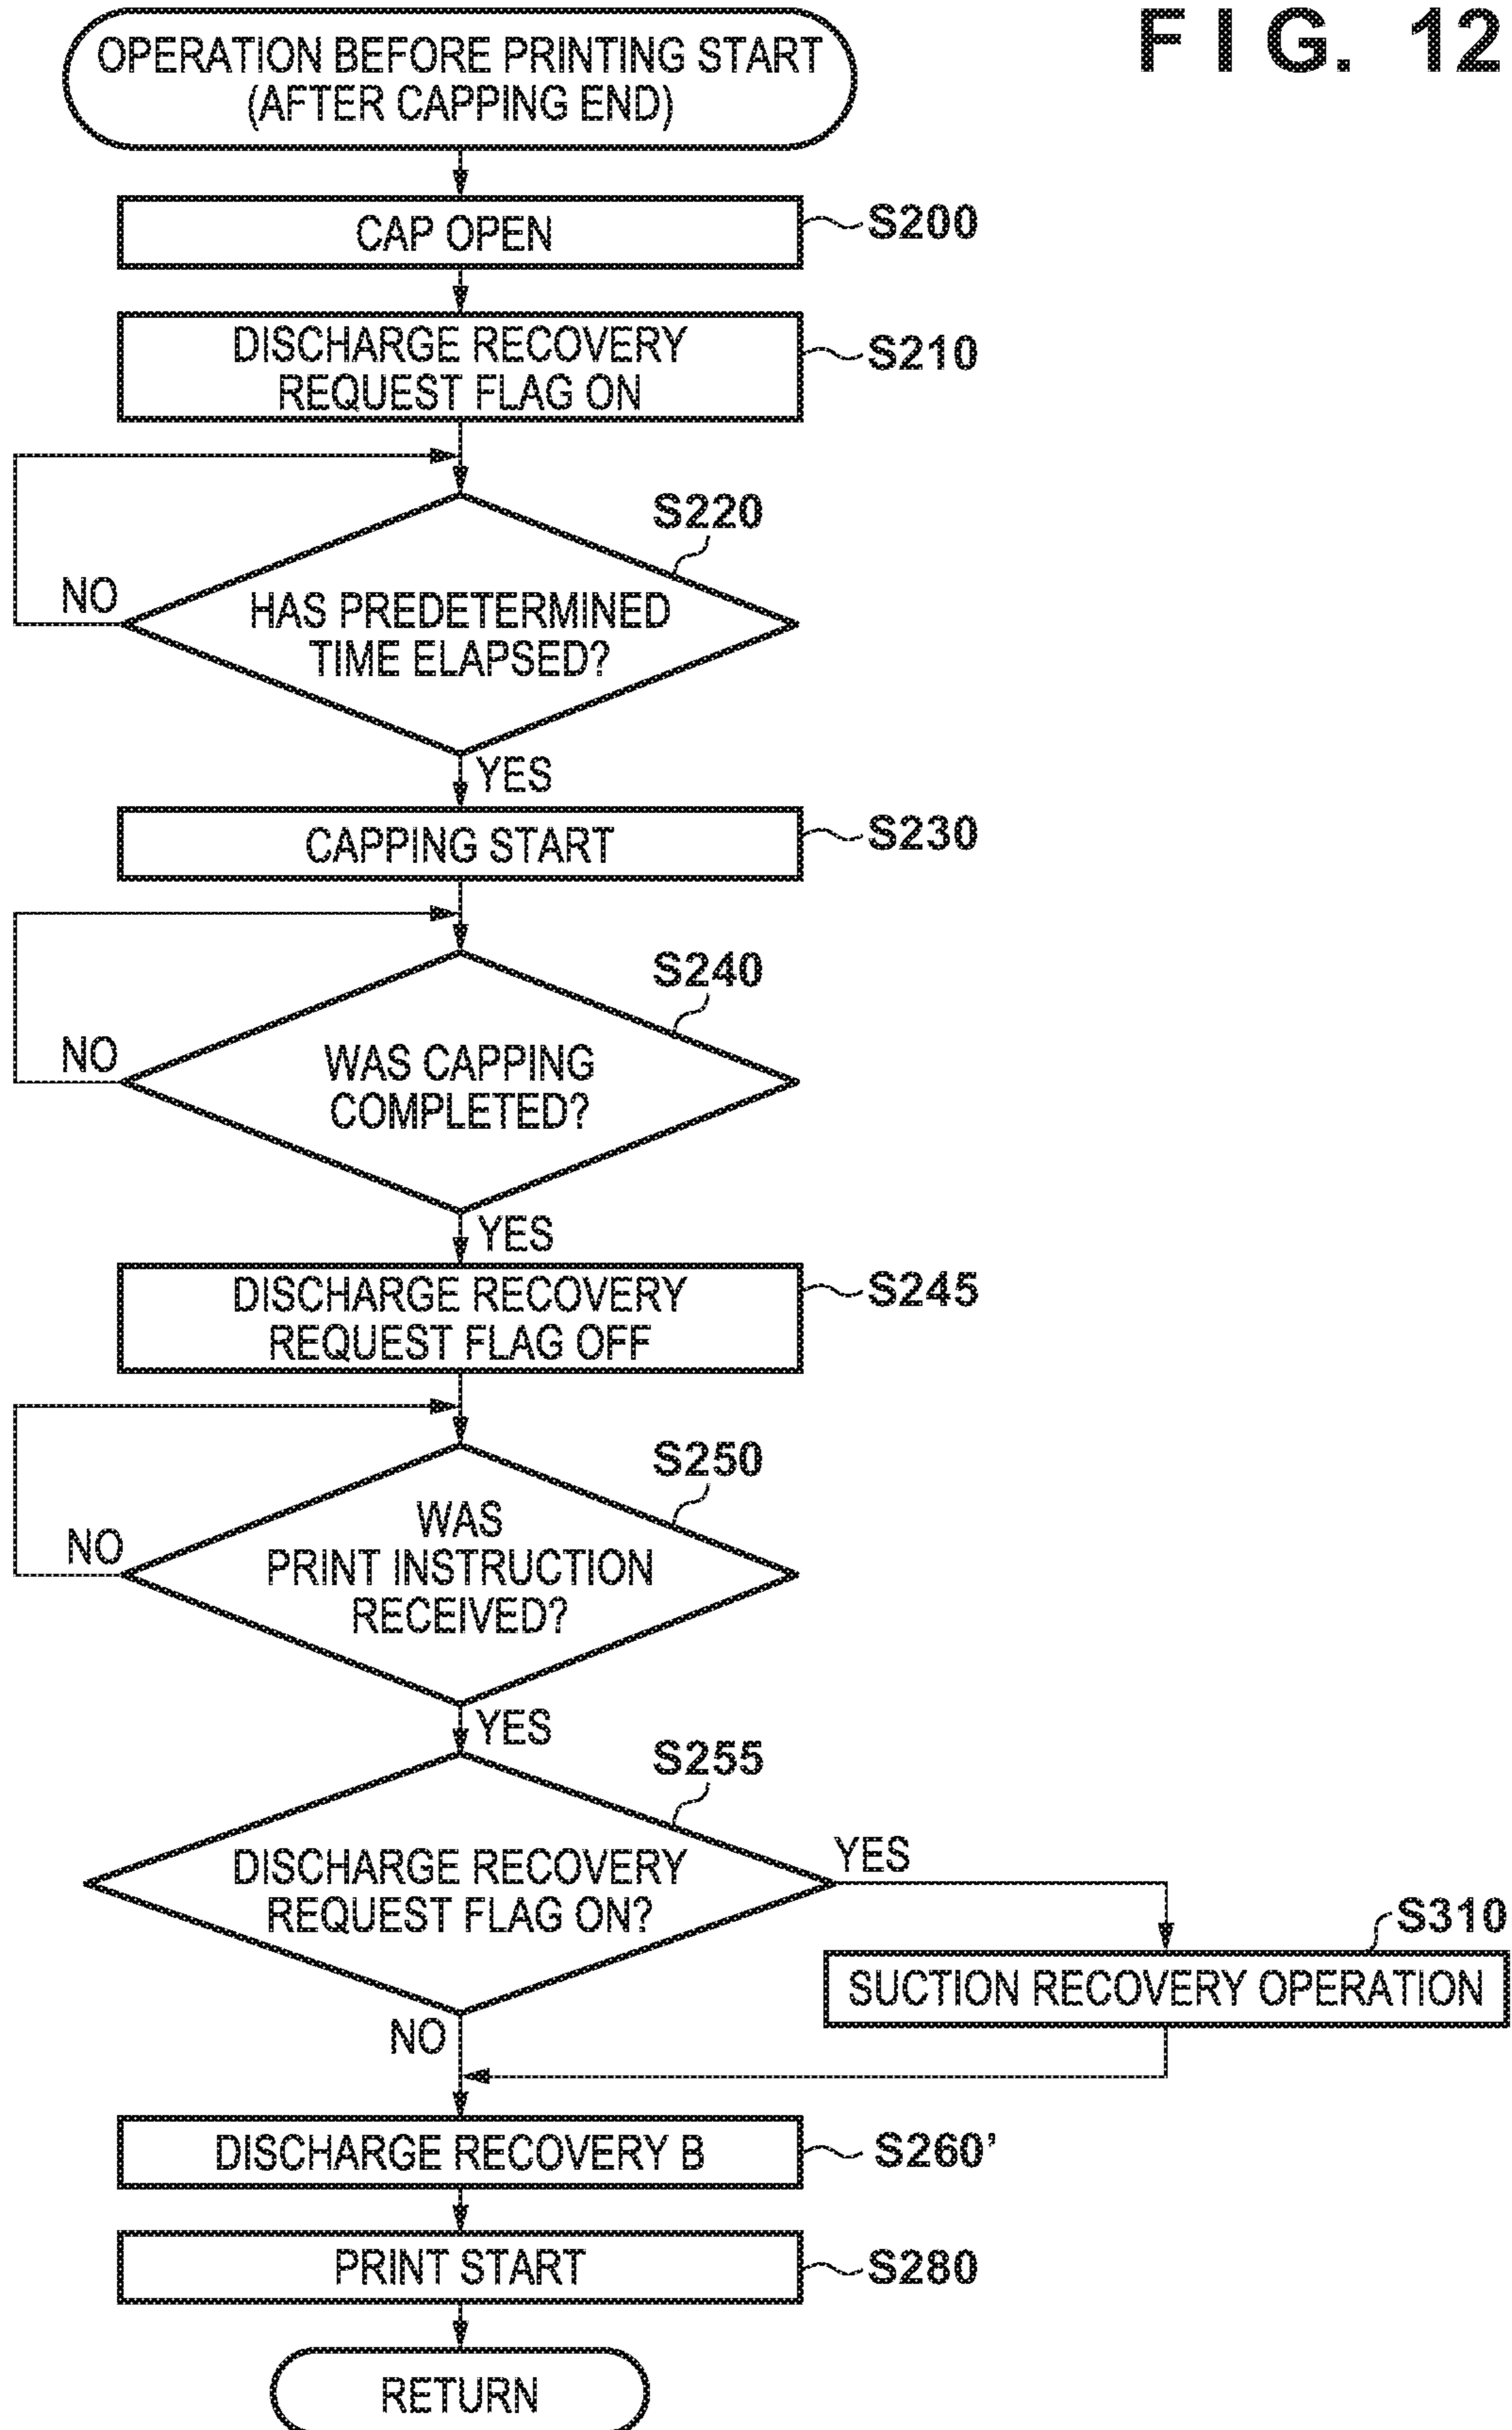 FIG. 12
OPERATION BEFORE PRINTING START
(AFTER CAPPING END)
CAP OPEN
S200
DISCHARGE RECOVERY
REQUEST FLAG ON
S210
S220
NO
HAS PREDETERMINED
TIME ELAPSED?
YES
CAPPING START
S230
S240
NO
WAS CAPPING
COMPLETED?
YES
DISCHARGE RECOVERY
REQUEST FLAG OFF
S245
S250
NO
WAS
PRINT INSTRUCTION
RECEIVED?
YES
S255
DISCHARGE RECOVERY
REQUEST FLAG ON?
YES
S310
SUCTION RECOVERY OPERATION
NO
DISCHARGE RECOVERY B
S260'
PRINT START
S280
RETURN